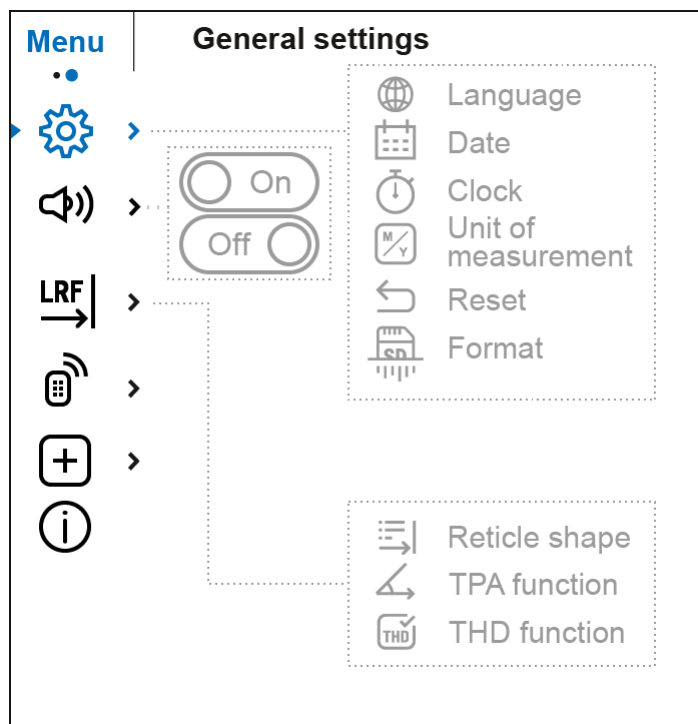 Menu
General settings
Language
Date
On
Clock
Off
M/Y
Unit of
measurement
LRF
Reset
SD
Format
Reticle shape
TPA function
THD
THD function